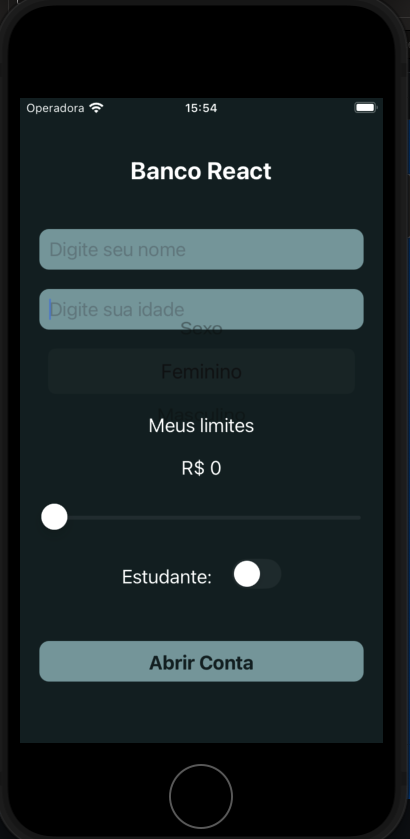 Operadora 15:54
Banco React
Digite seu nome
Digite sua idade
Sexo
Feminino
Masculino
Meus limites
R$ 0
Estudante:
Abrir Conta